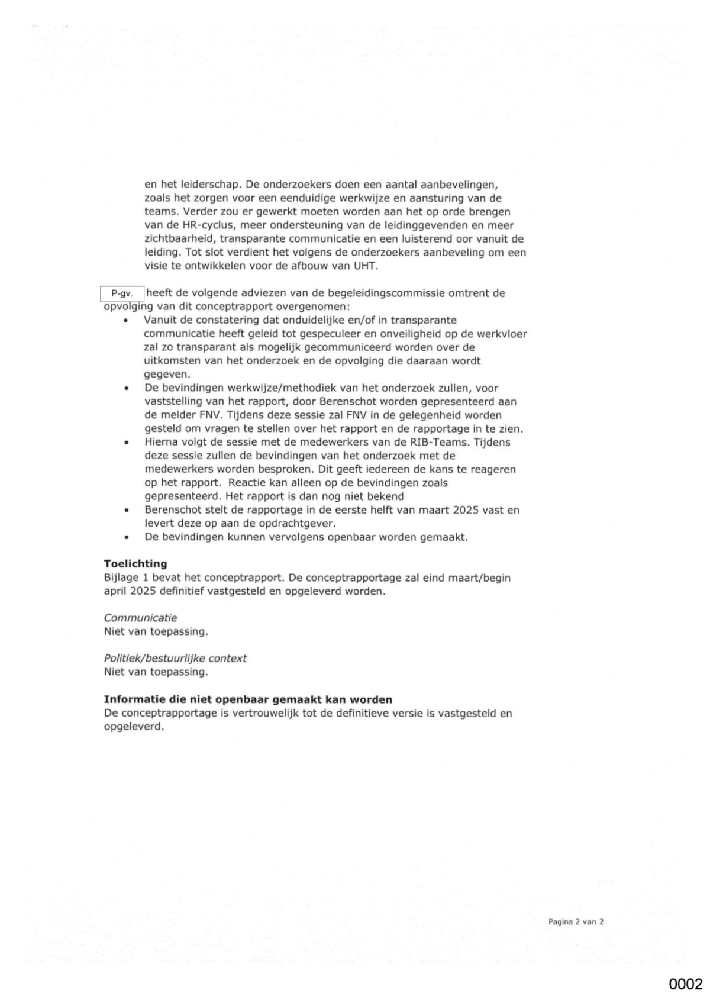 en het leiderschap. De onderzoekers doen een aantal aanbevelingen,
zoals het zorgen voor een eenduidige werkwijze en aansturing van de
teams. Verder zou er gewerkt moeten worden aan het op orde brengen
van de HR-cyclus, meer ondersteuning van de leidinggevenden en meer
zichtbaarheid, transparante communicatie en een luisterend oor vanuit de
leiding. Tot slot verdient het volgens de onderzoekers aanbeveling om een
visie te ontwikkelen voor de afbouw van UHT.
P-gv. heeft de volgende adviezen van de begeleidingscommissie omtrent de
opvolging van dit conceptrapport overgenomen:
• Vanuit de constatering dat onduidelijke en/of in transparante
communicatie heeft geleid tot gespeculeer en onveiligheid op de werkvloer
zal zo transparant als mogelijk gecommuniceerd worden over de
uitkomsten van het onderzoek en de opvolging die daaraan wordt
gegeven.
• De bevindingen werkwijze/methodiek van het onderzoek zullen, voor
vaststelling van het rapport, door Berenschot worden gepresenteerd aan
de melder FNV. Tijdens deze sessie zal FNV in de gelegenheid worden
gesteld om vragen te stellen over het rapport en de rapportage in te zien.
• Hierna volgt de sessie met de medewerkers van de RIB-Teams. Tijdens
deze sessie zullen de bevindingen van het onderzoek met de
medewerkers worden besproken. Dit geeft iedereen de kans te reageren
op het rapport. Reactie kan alleen op de bevindingen zoals
gepresenteerd. Het rapport is dan nog niet bekend
• Berenschot stelt de rapportage in de eerste helft van maart 2025 vast en
levert deze op aan de opdrachtgever.
• De bevindingen kunnen vervolgens openbaar worden gemaakt.
Toelichting
Bijlage 1 bevat het conceptrapport. De conceptrapportage zal eind maart/begin
april 2025 definitief vastgesteld en opgeleverd worden.
Communicatie
Niet van toepassing.
Politiek/bestuurlijke context
Niet van toepassing.
Informatie die niet openbaar gemaakt kan worden
De conceptrapportage is vertrouwelijk tot de definitieve versie is vastgesteld en
opgeleverd.
Pagina 2 van 2
0002